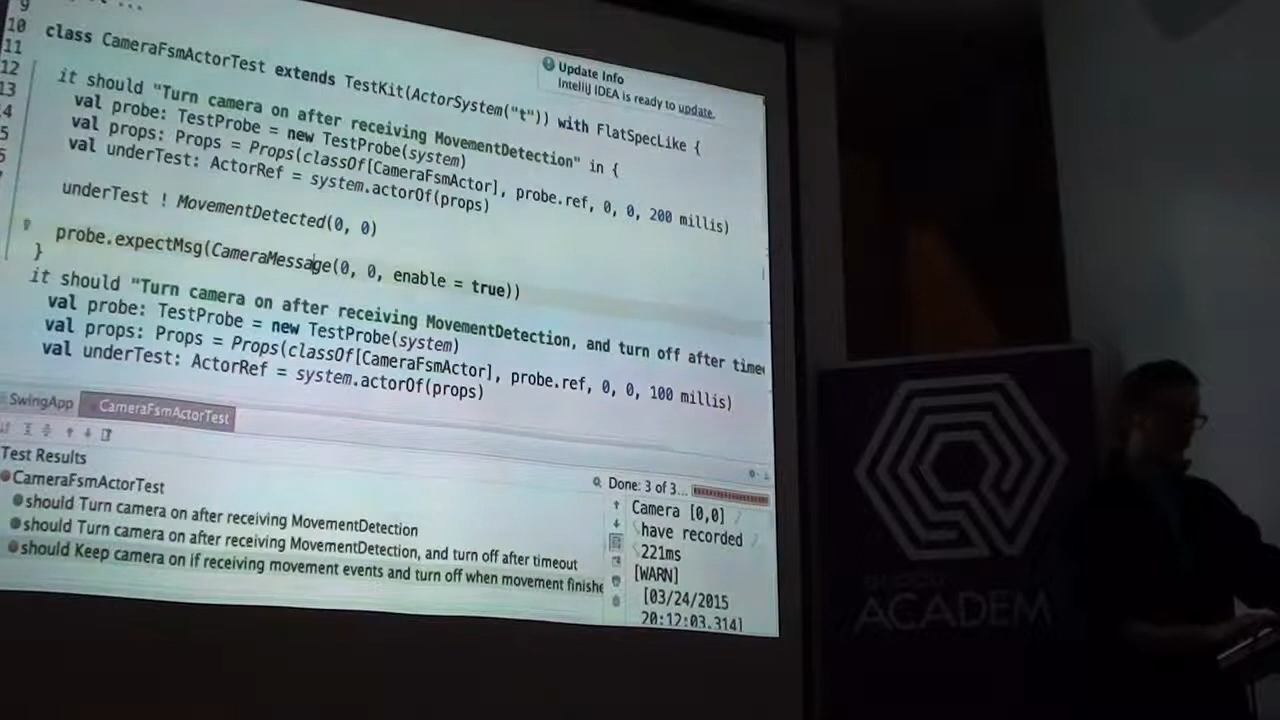 9
10
class CameraFsmActorTest extends TestKit(ActorSystem("t")) with FlatSpecLike {
11
12
it should "Turn camera on after receiving MovementDetection" in {
13
val probe: TestProbe = new TestProbe(system)
val props: Props = Props(classOf[CameraFsmActor], probe.ref, 0, 0, 200 millis)
val underTest: ActorRef = system.actorOf(props)
underTest ! MovementDetected(0, 0)
probe.expectMsg(CameraMessage(0, 0, enable = true))
}
it should "Turn camera on after receiving MovementDetection, and turn off after
val probe: TestProbe = new TestProbe(system)
val props: Props = Props(classOf[CameraFsmActor], probe.ref, 0, 0, 100 millis)
val underTest: ActorRef = system.actorOf(props)
Update Info
IntelliJ IDEA is ready to update.
SwingApp
CameraFsmActorTest
Test Results
CameraFsmActorTest
should Turn camera on after receiving MovementDetection
should Turn camera on after receiving MovementDetection, and turn off after timeout
should Keep camera on if receiving movement events and turn off when movement finishe
Done: 3 of 3...
Camera [0,0]
have recorded
221ms
[WARN]
[03/24/2015
20:12:03.314]
ACADEM